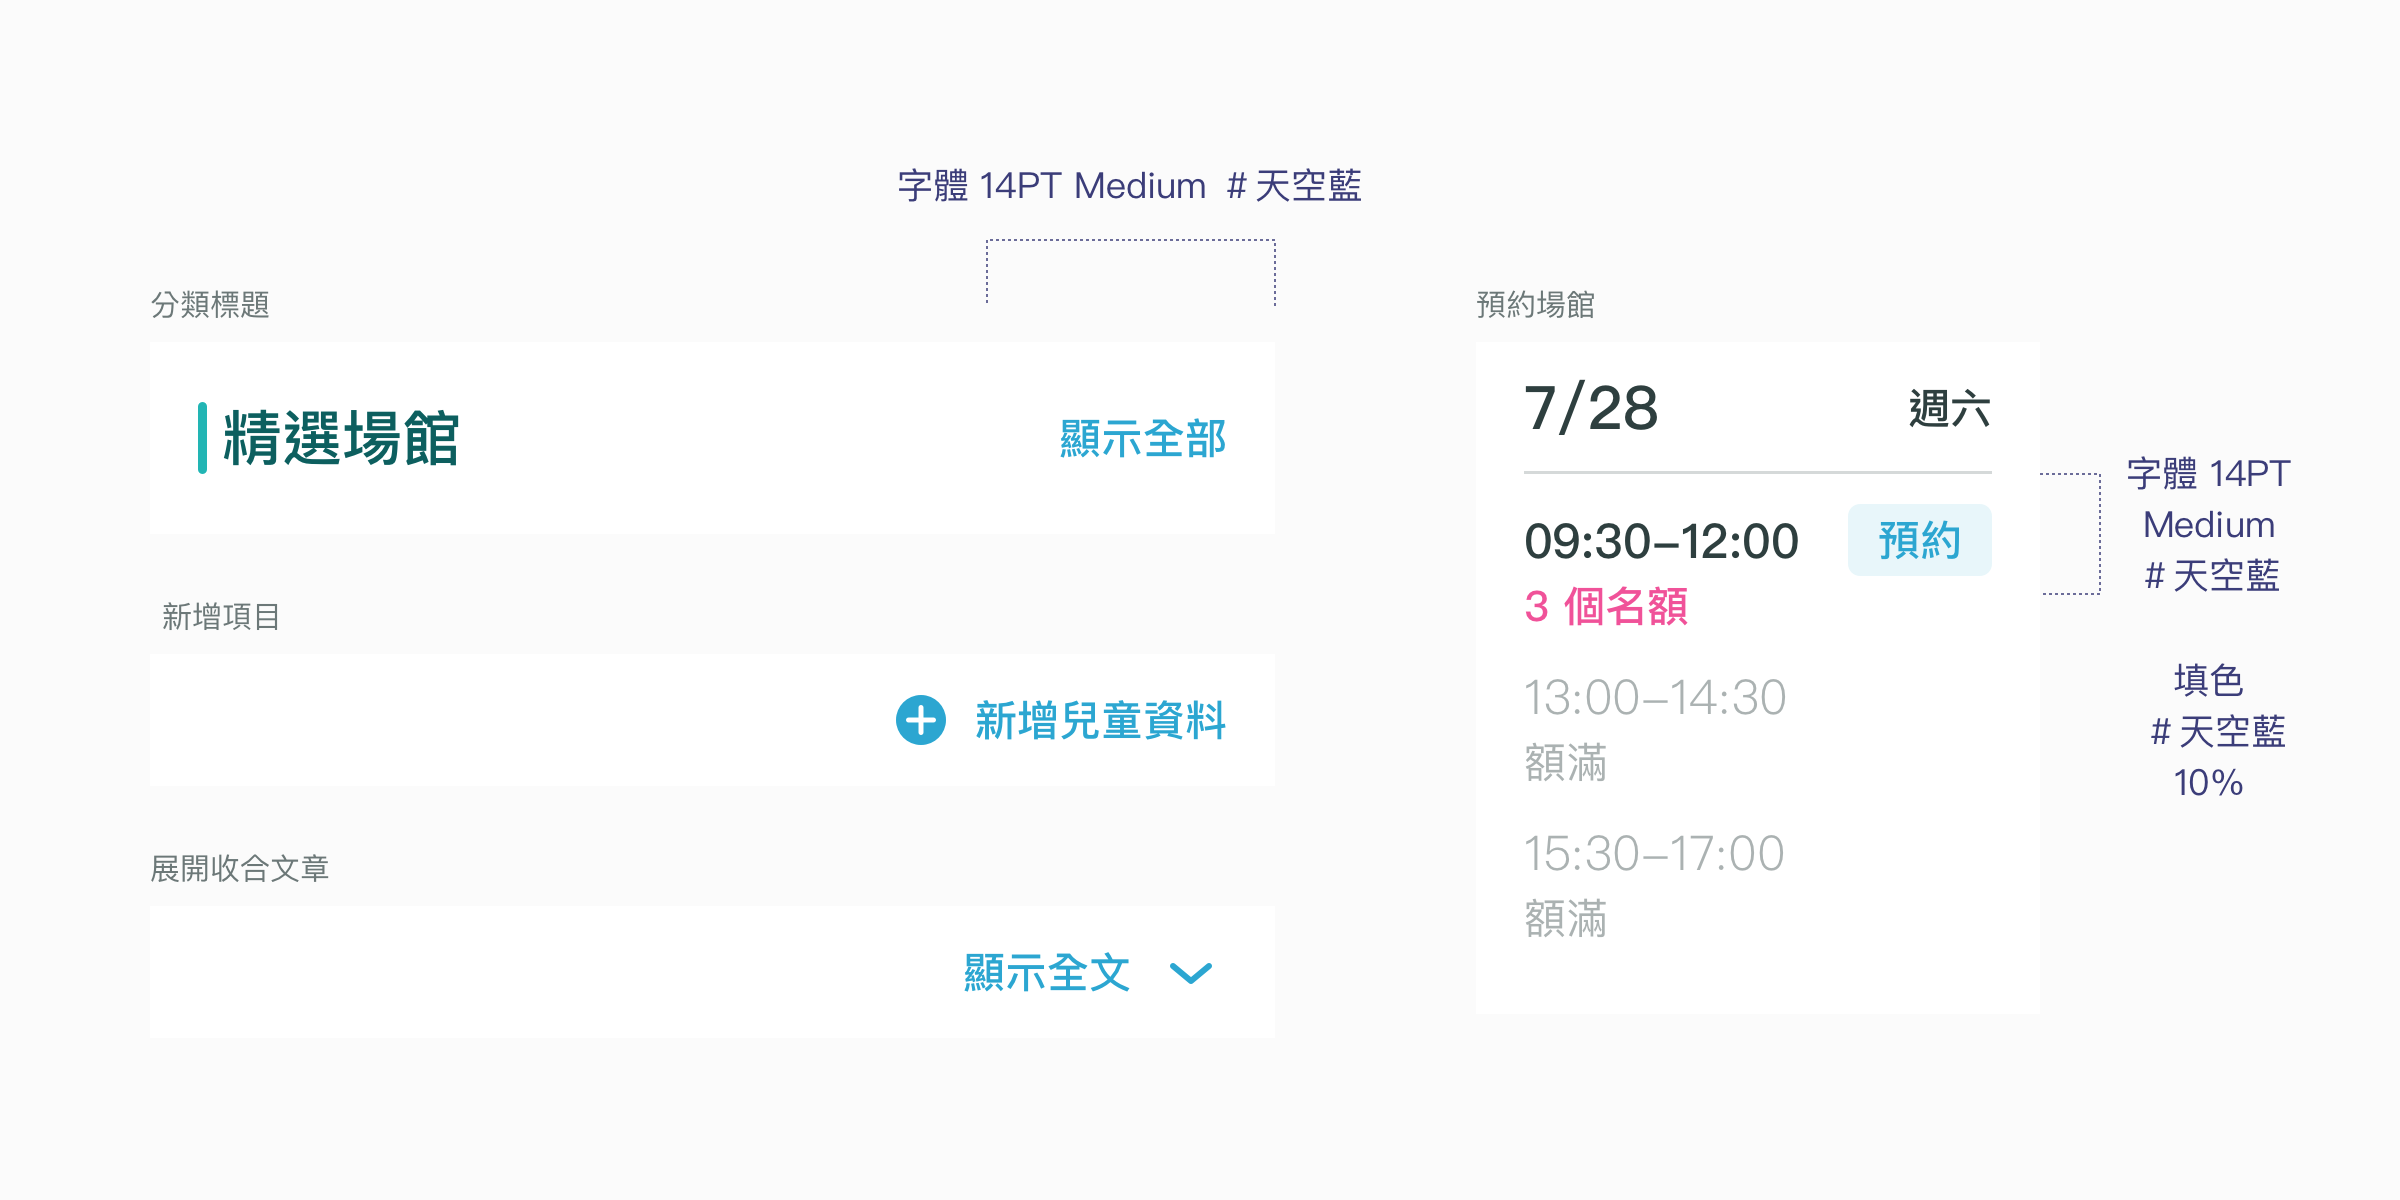 字體 14PT Medium # 天空藍
分類標題
精選場館
顯示全部
新增項目
新增兒童資料
展開收合文章
顯示全文
預約場館
7/28 週六
09:30–12:00 預約
3 個名額
13:00–14:30
額滿
15:30–17:00
額滿
字體 14PT
Medium
# 天空藍
填色
# 天空藍
10%